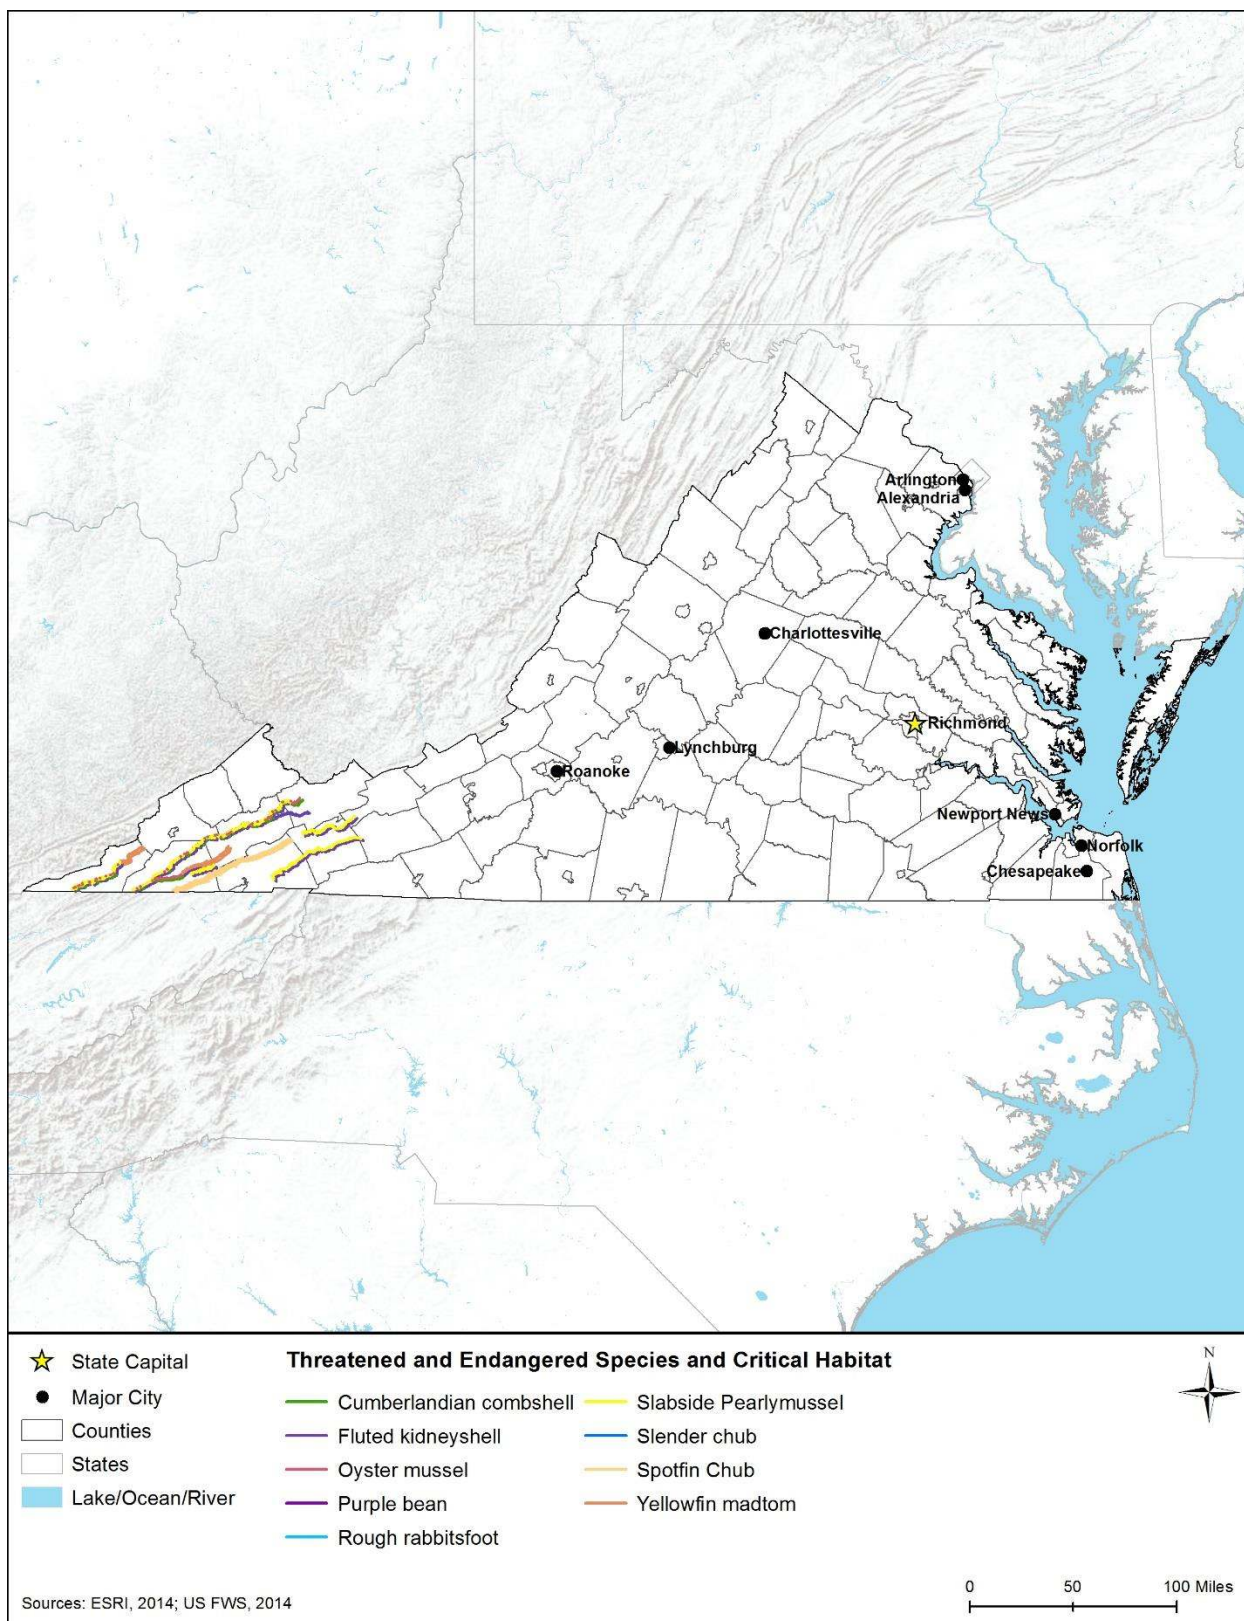 Arlington
Alexandria
Charlottesville
Richmond
Lynchburg
Roanoke
Newport News
Norfolk
Chesapeake
State Capital
Major City
Counties
States
Lake/Ocean/River
Threatened and Endangered Species and Critical Habitat
Cumberlandian combshell
Fluted kidneyshell
Oyster mussel
Purple bean
Rough rabbitsfoot
Slabside Pearlymussel
Slender chub
Spotfin Chub
Yellowfin madtom
N
0 50 100 Miles
Sources: ESRI, 2014; US FWS, 2014